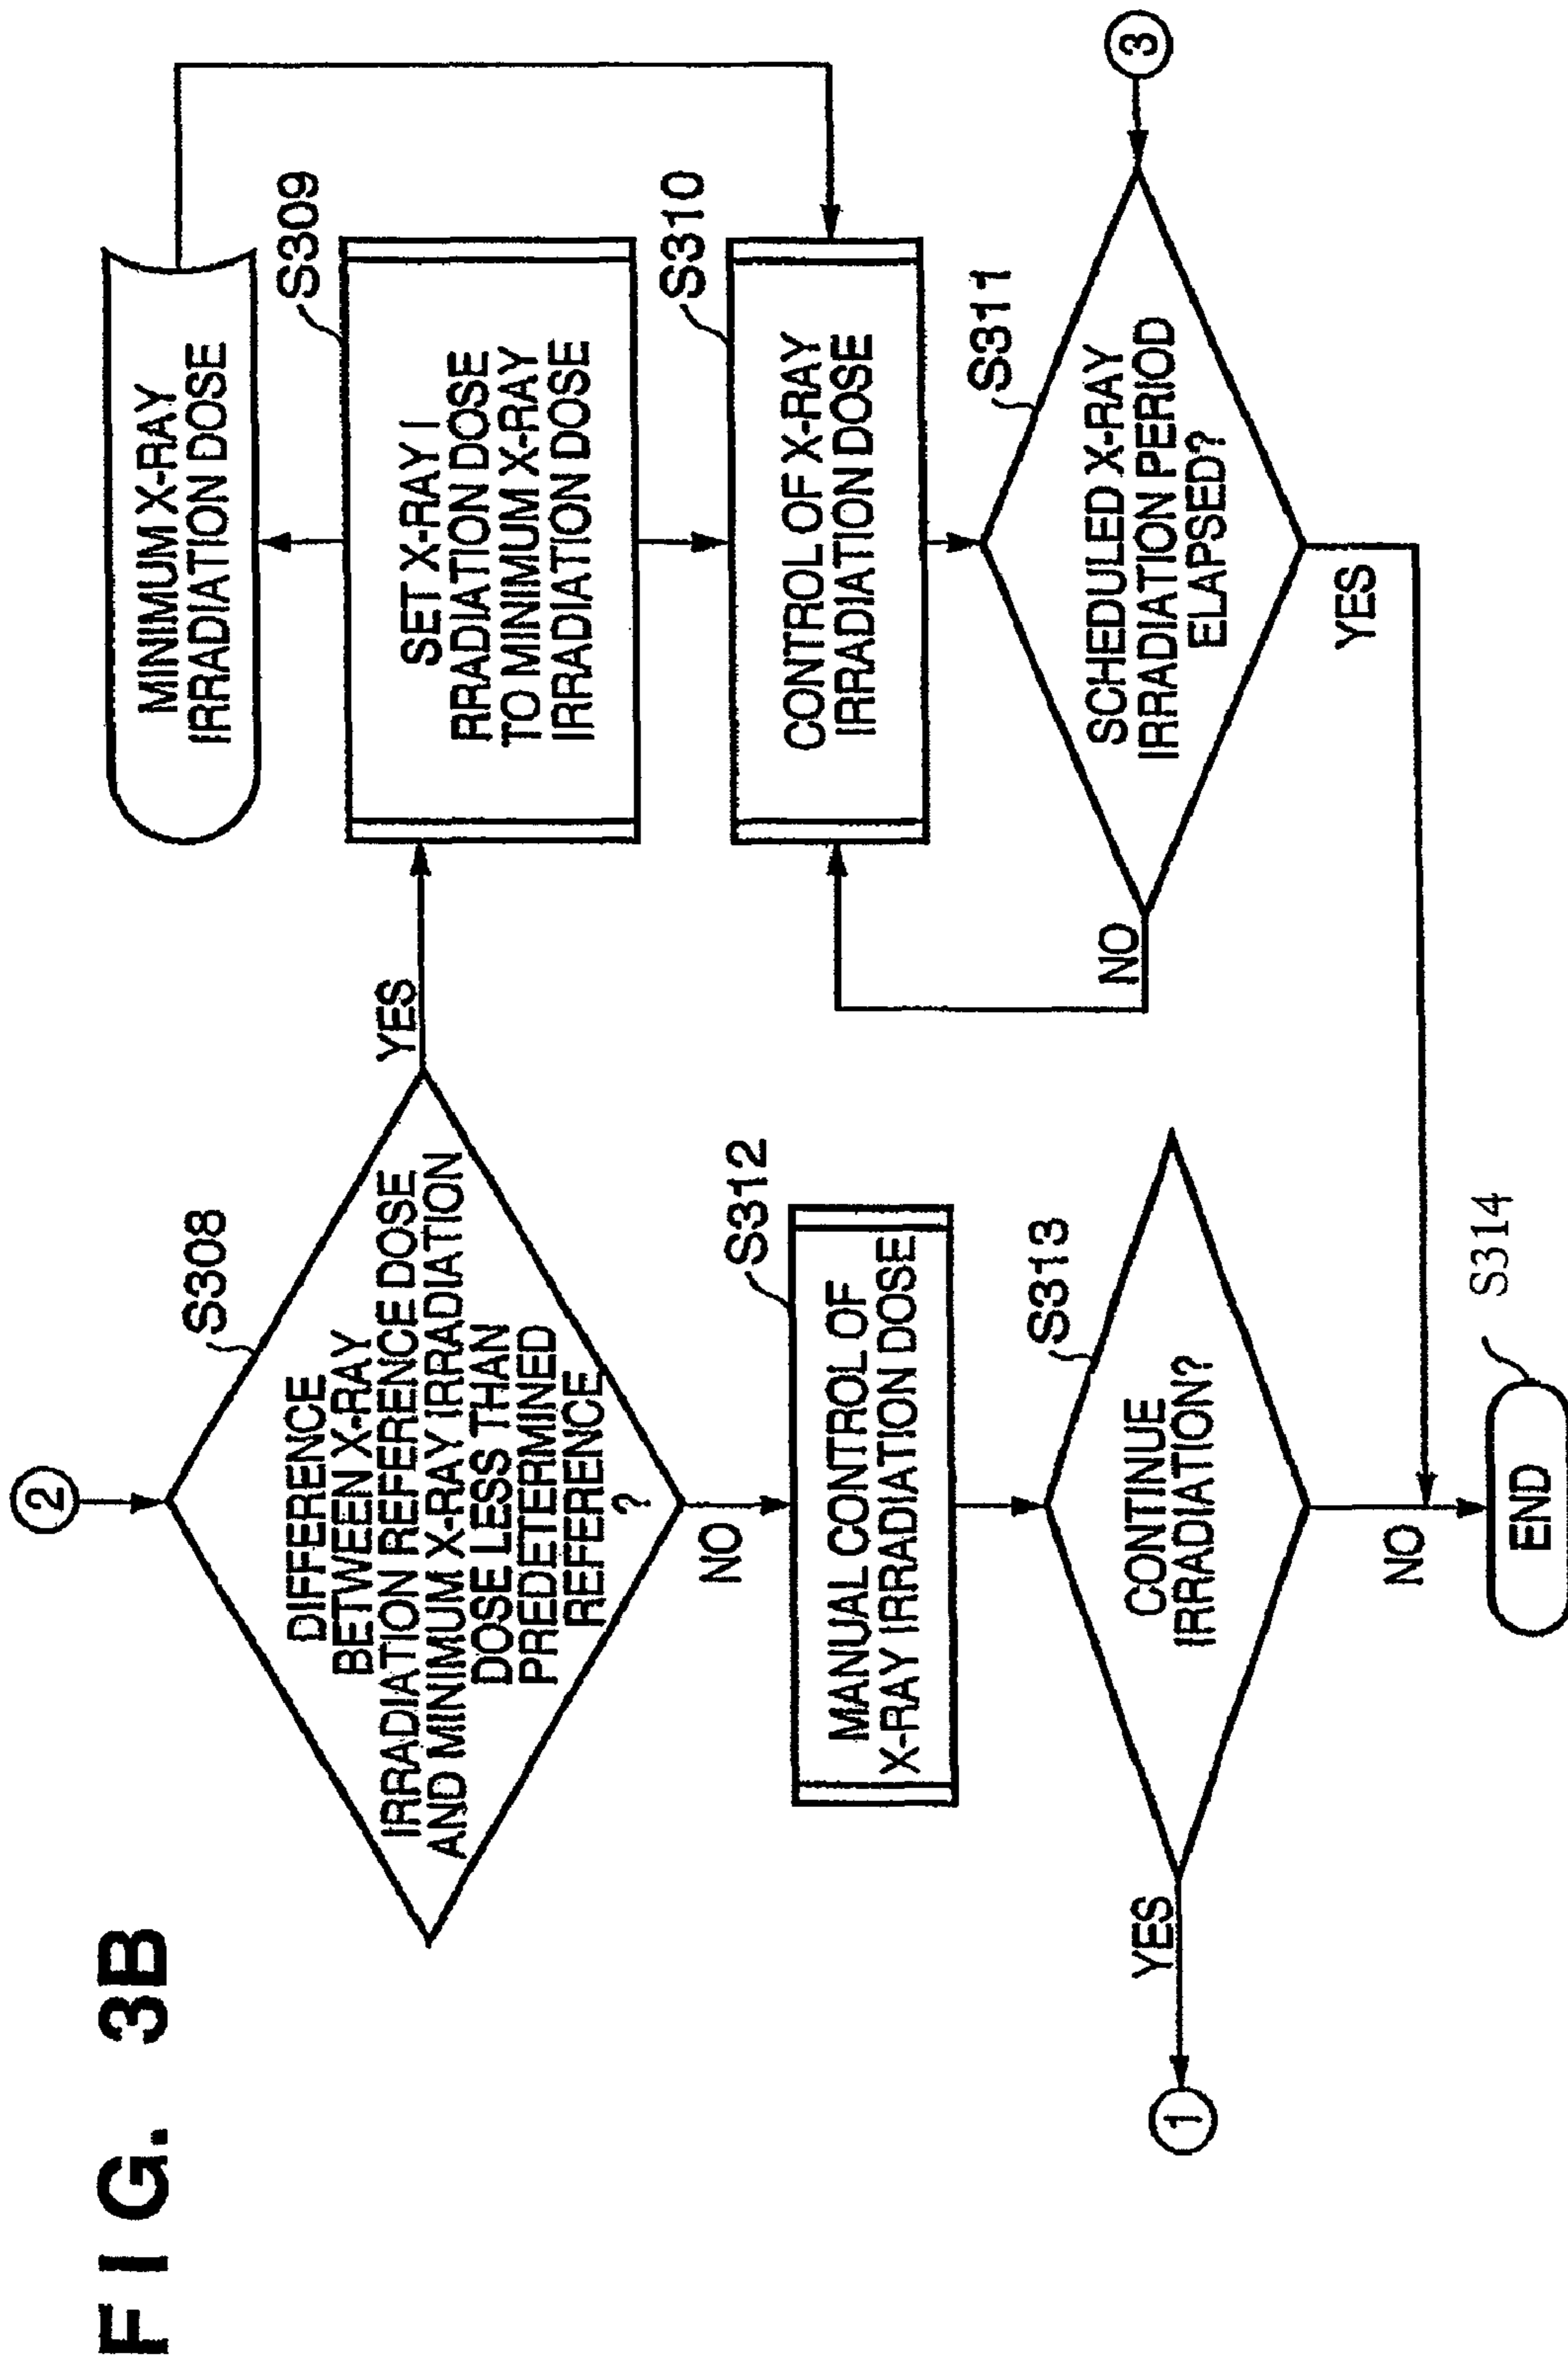 FIG. 3B
2
DIFFERENCE
BETWEEN X-RAY
IRRADIATION REFERENCE DOSE
AND MINIMUM X-RAY IRRADIATION
DOSE LESS THAN
PREDETERMINED
REFERENCE
?
S308
YES
NO
MINIMUM X-RAY
IRRADIATION DOSE
S309
SET X-RAY I
IRRADIATION DOSE
TO MINIMUM X-RAY
IRRADIATION DOSE
S310
CONTROL OF X-RAY
IRRADIATION DOSE
S311
SCHEDULED X-RAY
IRRADIATION PERIOD
ELAPSED?
3
NO
YES
S312
MANUAL CONTROL OF
X-RAY IRRADIATION DOSE
S313
CONTINUE
IRRADIATION?
YES
1
NO
S314
END